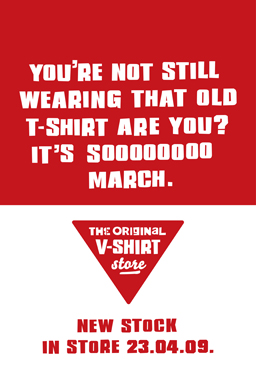 YOU'RE NOT STILL
WEARING THAT OLD
T-SHIRT ARE YOU?
IT'S SOOOOOOOO
MARCH.
THE ORIGINAL
V-SHIRT
store
NEW STOCK
IN STORE 23.04.09.